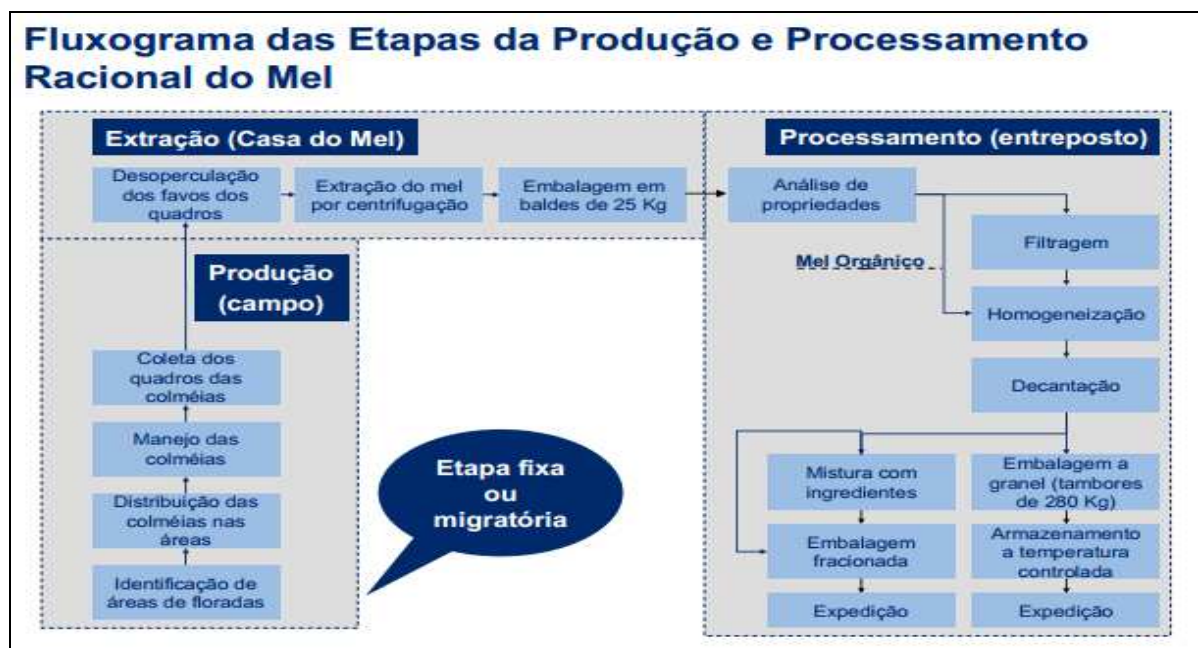 Fluxograma das Etapas da Produção e Processamento
Racional do Mel
Extração (Casa do Mel)
Desoperculação
dos favos dos
quadros
Extração do mel
por centrifugação
Embalagem em
baldes de 25 Kg
Produção
(campo)
Coleta dos
quadros das
colméias
Manejo das
colméias
Distribuição das
colméias nas
áreas
Identificação de
áreas de floradas
Etapa fixa
ou
migratória
Processamento (entreposto)
Análise de
propriedades
Filtragem
Mel Orgânico
Homogeneização
Decantação
Mistura com
ingredientes
Embalagem
fracionada
Expedição
Embalagem a
granel (tambores
de 280 Kg)
Armazenamento
a temperatura
controlada
Expedição